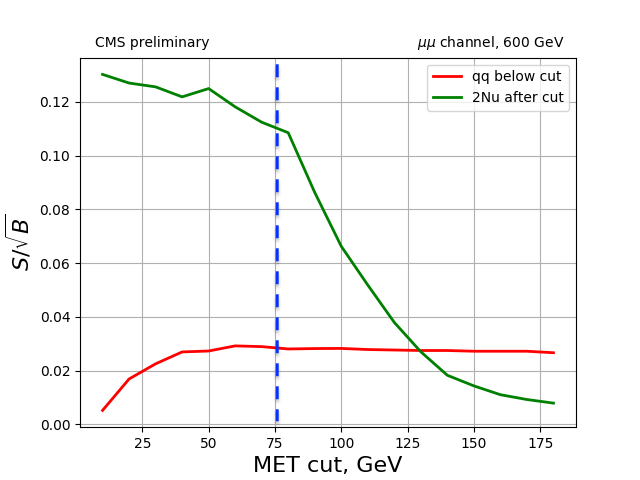 CMS preliminary
μμ channel, 600 GeV
qq below cut
2Nu after cut
S/√B
0.12
0.10
0.08
0.06
0.04
0.02
0.00
25 50 75 100 125 150 175
MET cut, GeV